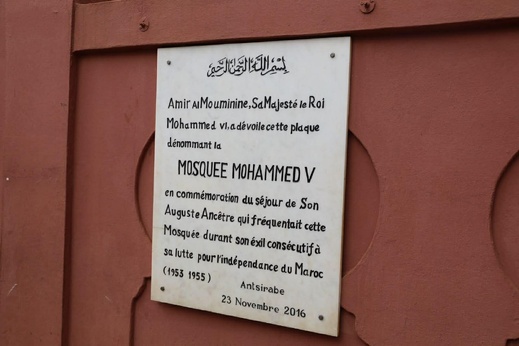 بسم الله الرحمن الرحيم
Amir Al Mouminine, Sa Majesté le Roi
Mohammed VI, a dévoilé cette plaque
dénommant la
MOSQUEE MOHAMMED V
en commémoration du séjour de Son
Auguste Ancêtre qui fréquentait cette
Mosquée durant son éxil consécutif à
sa lutte pour l'indépendance du Maroc
(1953 1955)
Antsirabe
23 Novembre 2016